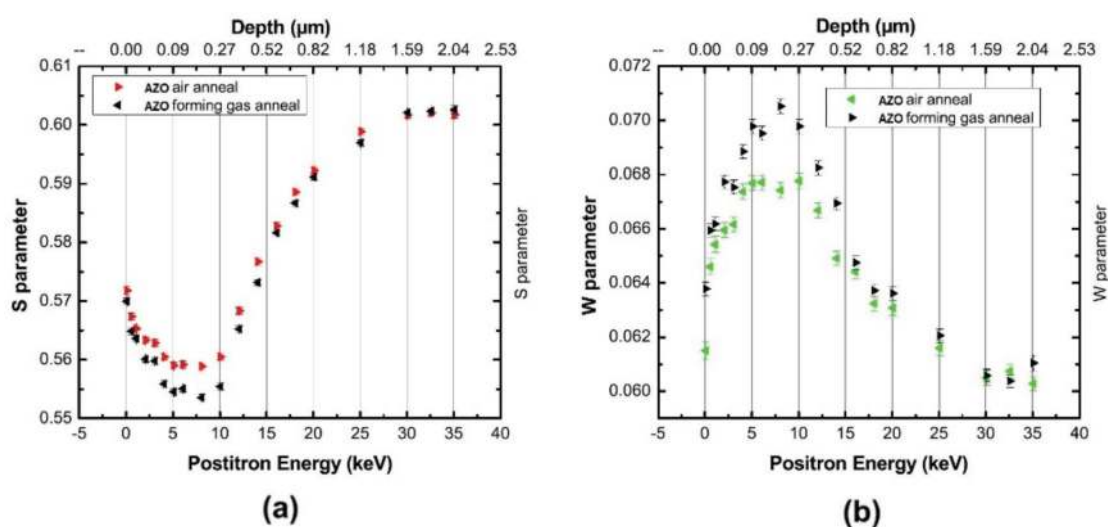 Depth (μm)
-- 0.00 0.09 0.27 0.52 0.82 1.18 1.59 2.04 2.53
0.61
AZO air anneal
AZO forming gas anneal
0.60
0.59
S parameter
0.58
0.57
0.56
0.55
S parameter
-5 0 5 10 15 20 25 30 35 40
Postitron Energy (keV)
(a)
Depth (μm)
-- 0.00 0.09 0.27 0.52 0.82 1.18 1.59 2.04 2.53
0.072
AZO air anneal
AZO forming gas anneal
0.070
0.068
W parameter
0.066
0.064
0.062
0.060
W parameter
-5 0 5 10 15 20 25 30 35 40
Positron Energy (keV)
(b)